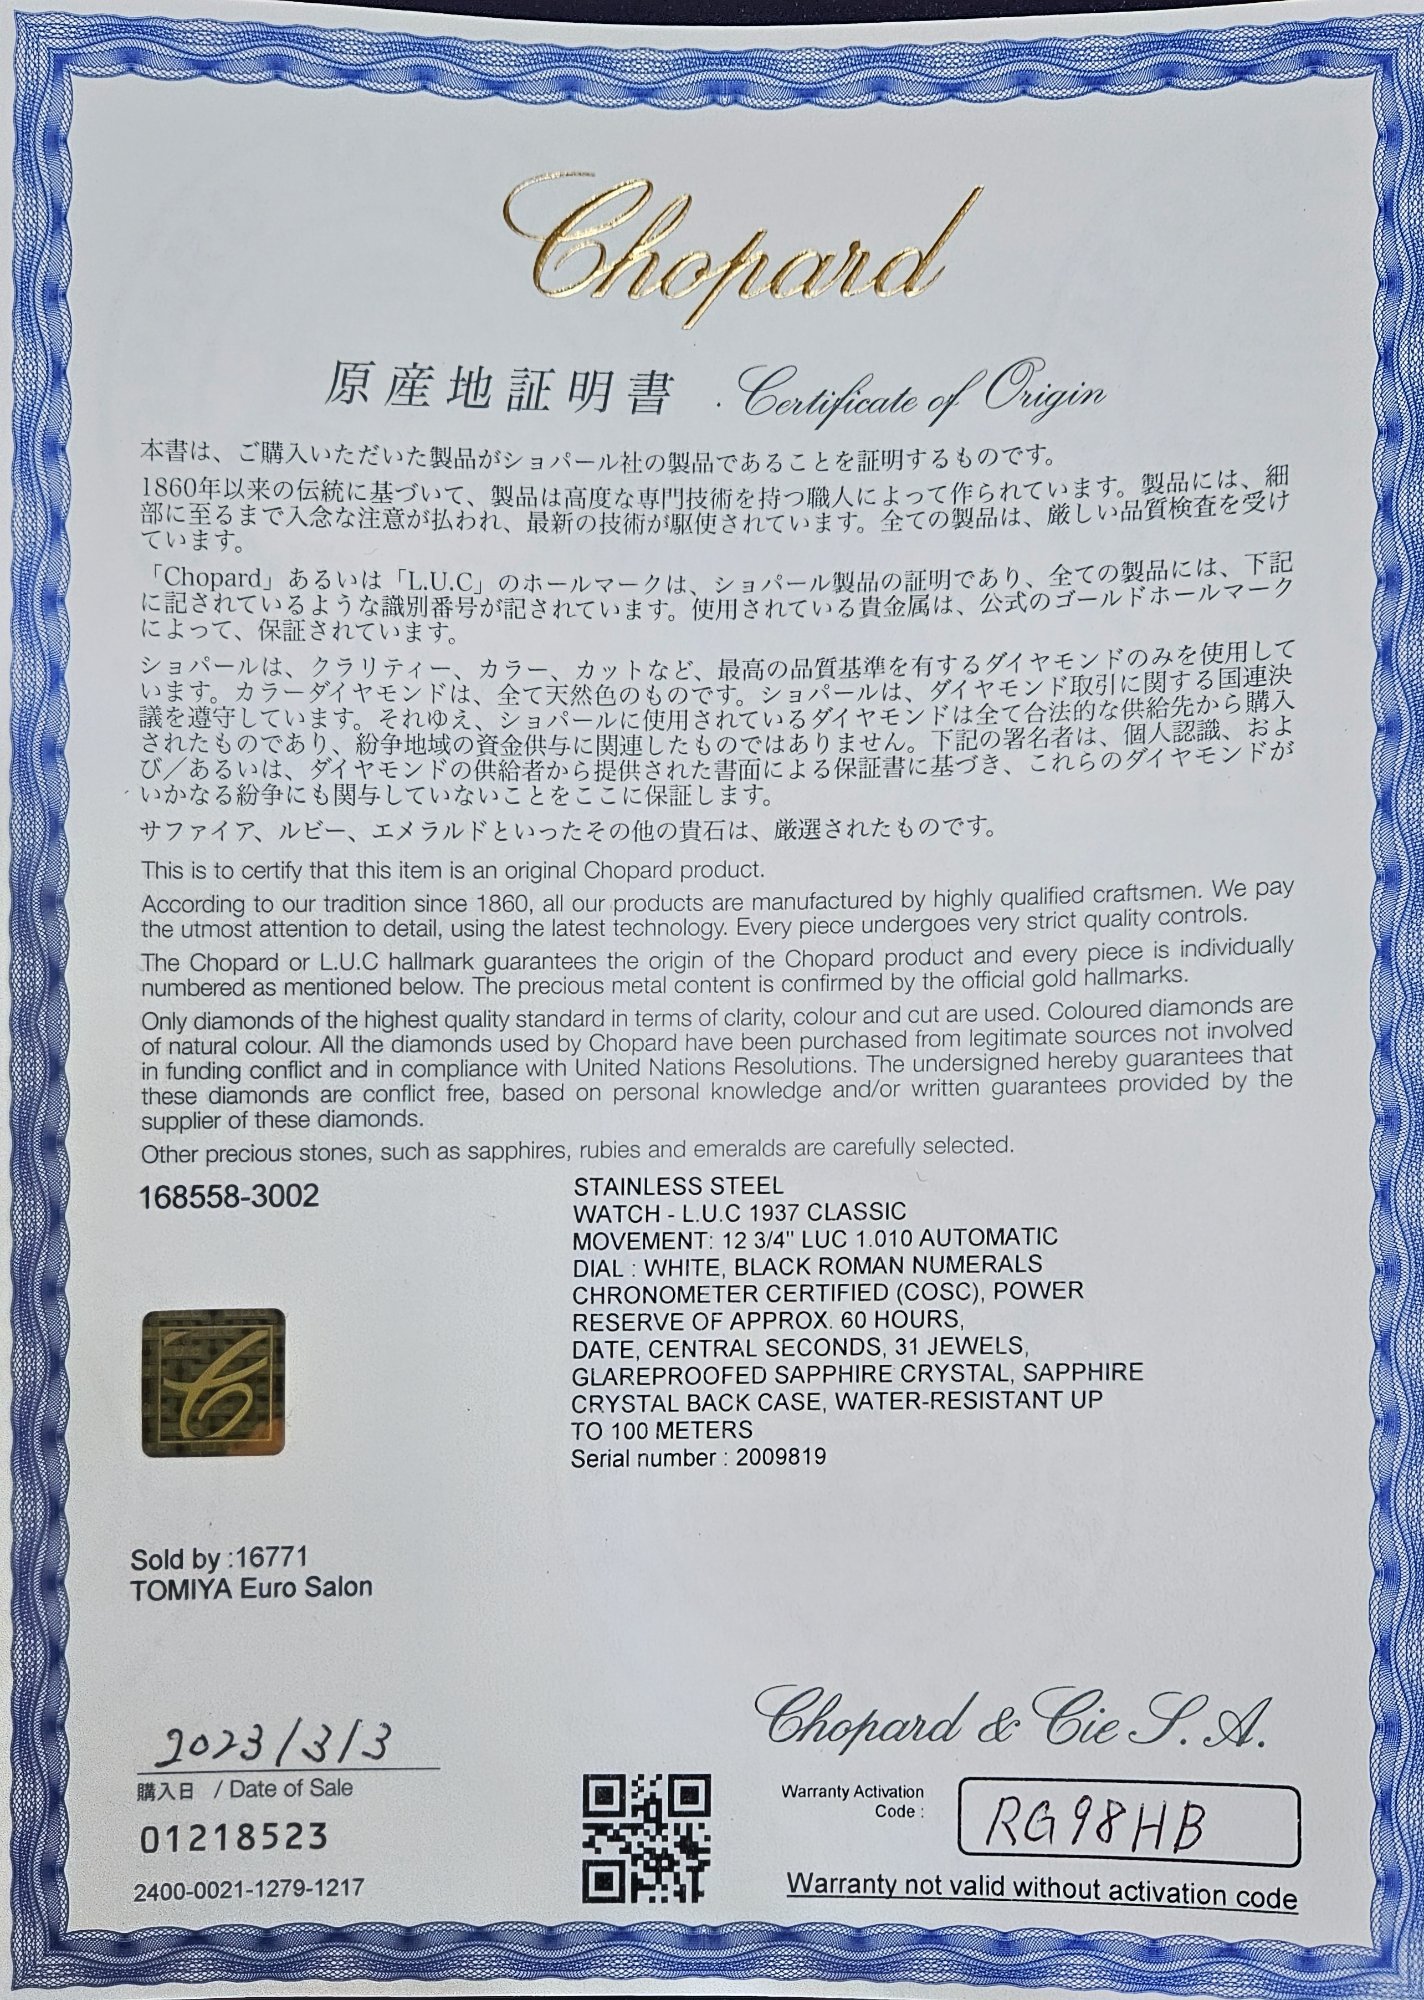 Chopard
原産地証明書 . Certificate of Origin
本書は、ご購入いただいた製品がショパール社の製品であることを証明するものです。
1860年以来の伝統に基づいて、製品は高度な専門技術を持つ職人によって作られています。製品には、細
部に至るまで入念な注意が払われ、最新の技術が駆使されています。全ての製品は、厳しい品質検査を受け
ています。
「Chopard」あるいは「L.U.C」のホールマークは、ショパール製品の証明であり、全ての製品には、下記
に記されているような識別番号が記されています。使用されている貴金属は、公式のゴールドホールマーク
によって、保証されています。
ショパールは、クラリティー、カラー、カットなど、最高の品質基準を有するダイヤモンドのみを使用して
います。カラーダイヤモンドは、全て天然色のものです。ショパールは、ダイヤモンド取引に関する国連決
議を遵守しています。それゆえ、ショパールに使用されているダイヤモンドは全て合法的な供給先から購入
されたものであり、紛争地域の資金供与に関連したものではありません。下記の署名者は、個人認識、およ
び／あるいは、ダイヤモンドの供給者から提供された書面による保証書に基づき、これらのダイヤモンドが
いかなる紛争にも関与していないことをここに保証します。
サファイア、ルビー、エメラルドといったその他の貴石は、厳選されたものです。
This is to certify that this item is an original Chopard product.
According to our tradition since 1860, all our products are manufactured by highly qualified craftsmen. We pay
the utmost attention to detail, using the latest technology. Every piece undergoes very strict quality controls.
The Chopard or L.U.C hallmark guarantees the origin of the Chopard product and every piece is individually
numbered as mentioned below. The precious metal content is confirmed by the official gold hallmarks.
Only diamonds of the highest quality standard in terms of clarity, colour and cut are used. Coloured diamonds are
of natural colour. All the diamonds used by Chopard have been purchased from legitimate sources not involved
in funding conflict and in compliance with United Nations Resolutions. The undersigned hereby guarantees that
these diamonds are conflict free, based on personal knowledge and/or written guarantees provided by the
supplier of these diamonds.
Other precious stones, such as sapphires, rubies and emeralds are carefully selected.
168558-3002
STAINLESS STEEL
WATCH - L.U.C 1937 CLASSIC
MOVEMENT: 12 3/4" LUC 1.010 AUTOMATIC
DIAL : WHITE, BLACK ROMAN NUMERALS
CHRONOMETER CERTIFIED (COSC), POWER
RESERVE OF APPROX. 60 HOURS,
DATE, CENTRAL SECONDS, 31 JEWELS,
GLAREPROOFED SAPPHIRE CRYSTAL, SAPPHIRE
CRYSTAL BACK CASE, WATER-RESISTANT UP
TO 100 METERS
Serial number : 2009819
Sold by :16771
TOMIYA Euro Salon
Chopard & Cie S. A.
2023/3/3
購入日 / Date of Sale
01218523
2400-0021-1279-1217
Warranty Activation
Code :
RG98HB
Warranty not valid without activation code